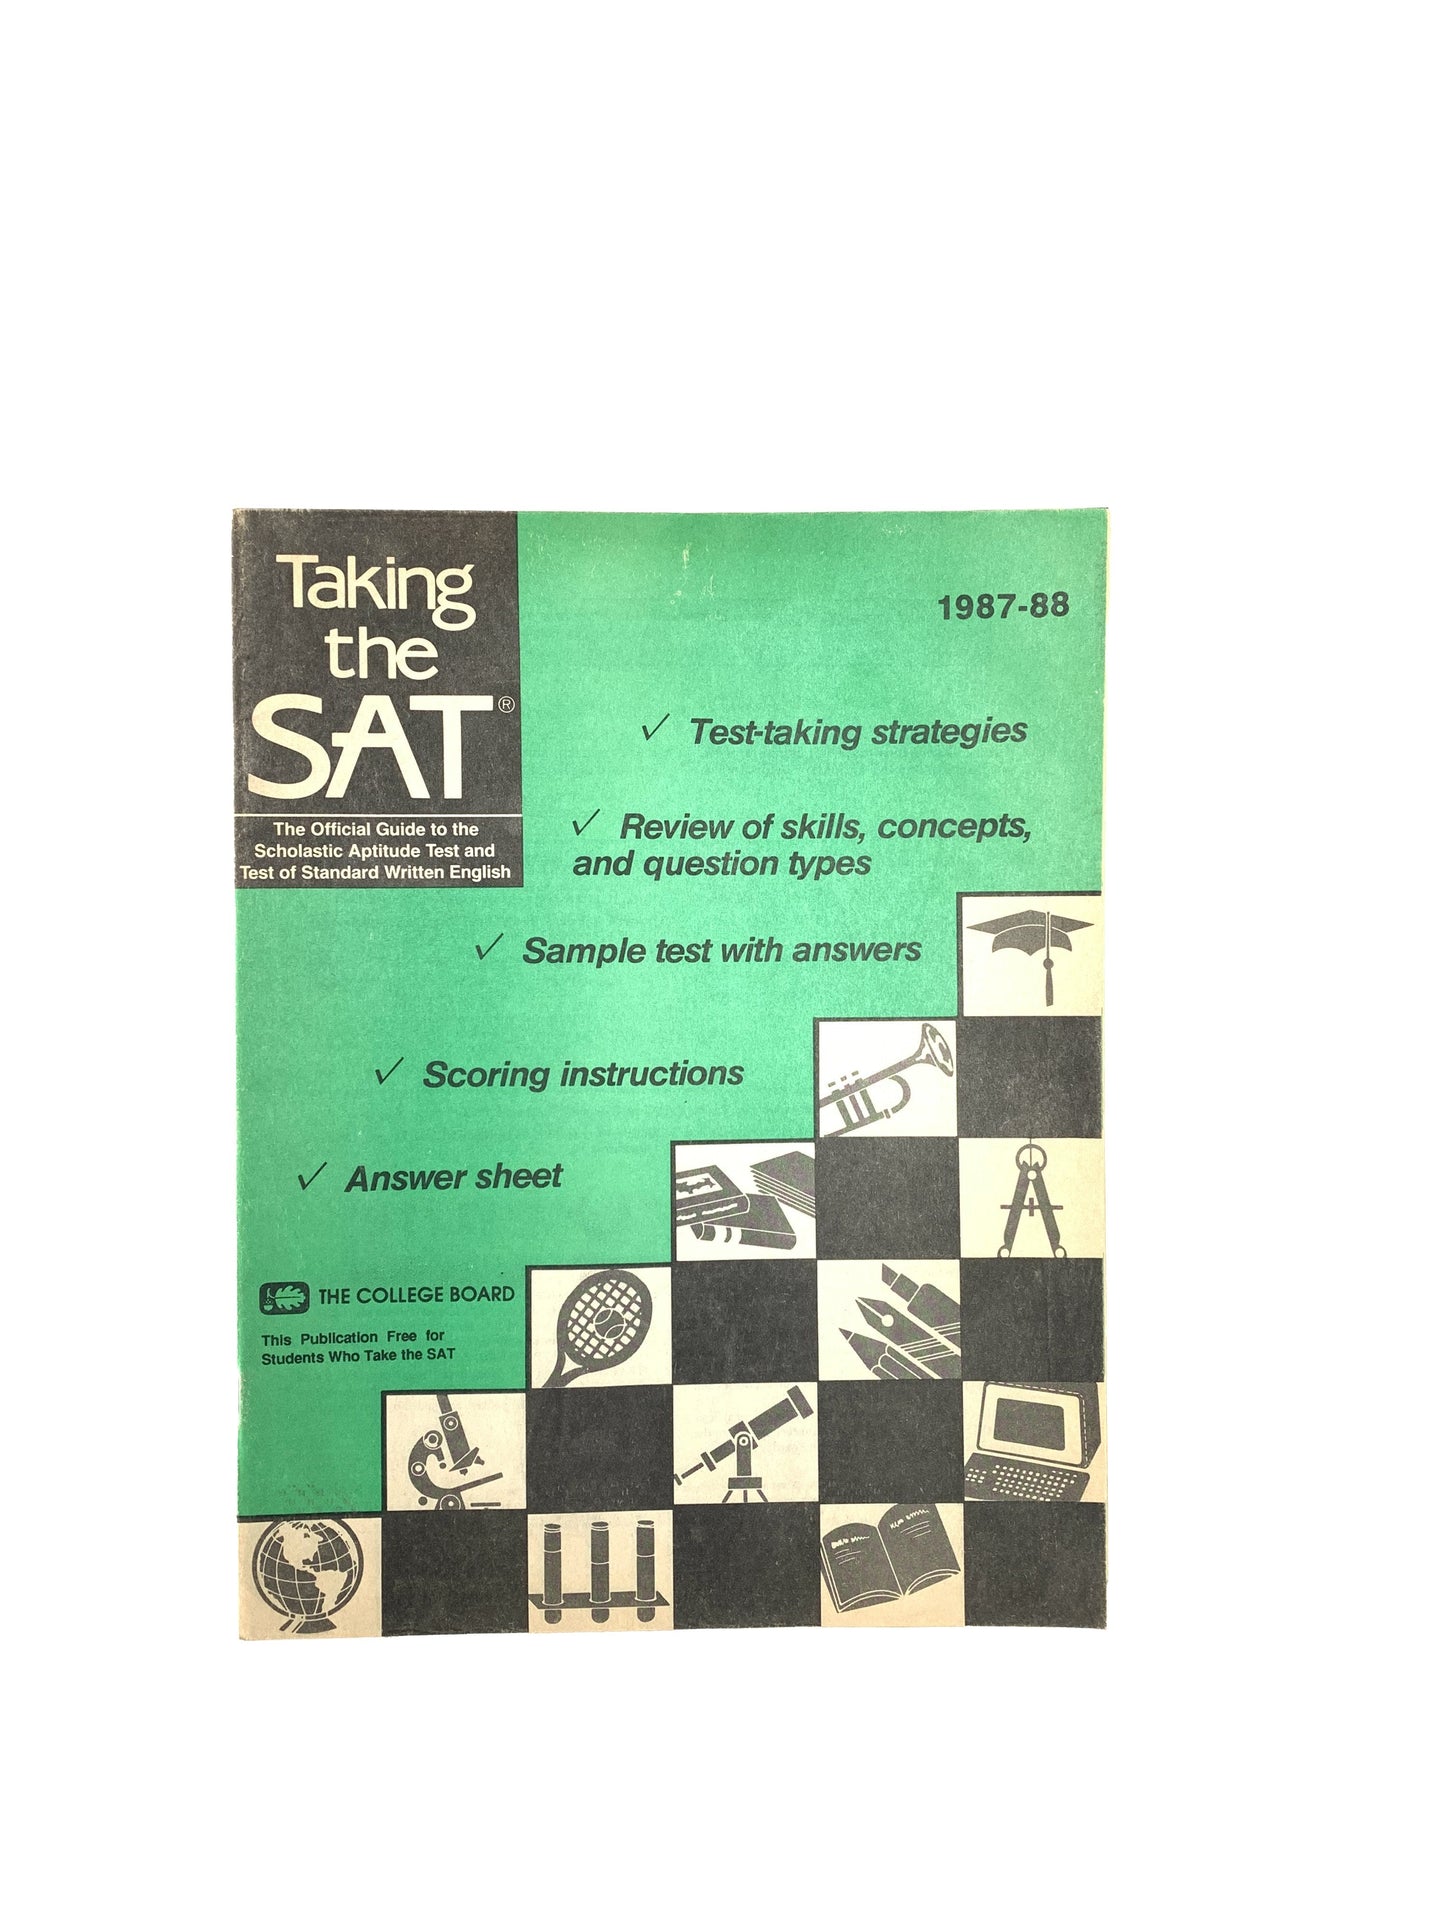 Taking
the
SAT®
The Official Guide to the
Scholastic Aptitude Test and
Test of Standard Written English
1987-88
✓ Test-taking strategies
✓ Review of skills, concepts,
and question types
✓ Sample test with answers
✓ Scoring instructions
✓ Answer sheet
THE COLLEGE BOARD
This Publication Free for
Students Who Take the SAT